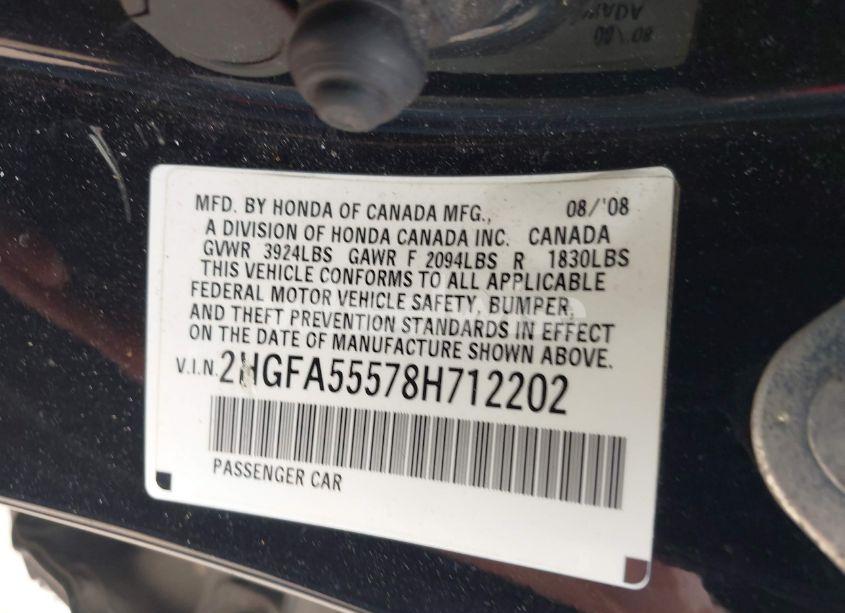 MFD. BY HONDA OF CANADA MFG., 08/'08
A DIVISION OF HONDA CANADA INC. CANADA
GVWR 3924LBS GAWR F 2094LBS R 1830LBS
THIS VEHICLE CONFORMS TO ALL APPLICABLE
FEDERAL MOTOR VEHICLE SAFETY, BUMPER,
AND THEFT PREVENTION STANDARDS IN EFFECT
ON THE DATE OF MANUFACTURE SHOWN ABOVE.
V.I.N. 2HGFA55578H712202
PASSENGER CAR